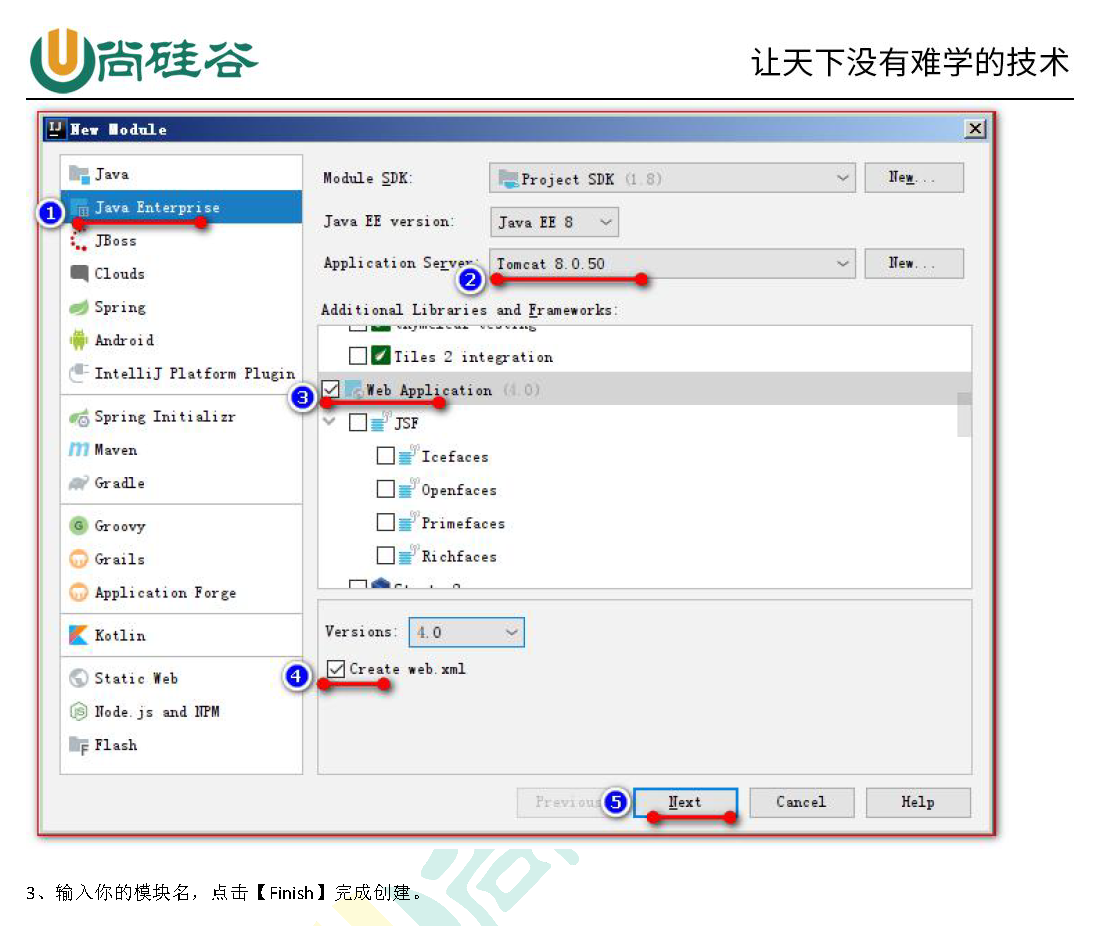 尚硅谷
让天下没有难学的技术
New Module
Java
Module SDK:
Project SDK (1.8)
New...
1
Java Enterprise
Java EE version:
Java EE 8
JBoss
Clouds
Application Server:
2
Tomcat 8.0.50
New...
Spring
Additional Libraries and Frameworks:
Android
Tiles 2 integration
IntelliJ Platform Plugin
3
Web Application (4.0)
Spring Initializr
JSF
Maven
Icefaces
Gradle
Openfaces
Groovy
Primefaces
Grails
Richfaces
Application Forge
Kotlin
Versions: 4.0
4
Create web.xml
Static Web
Node.js and NPM
Flash
Previous
5
Next
Cancel
Help
3、输入你的模块名，点击【Finish】完成创建。